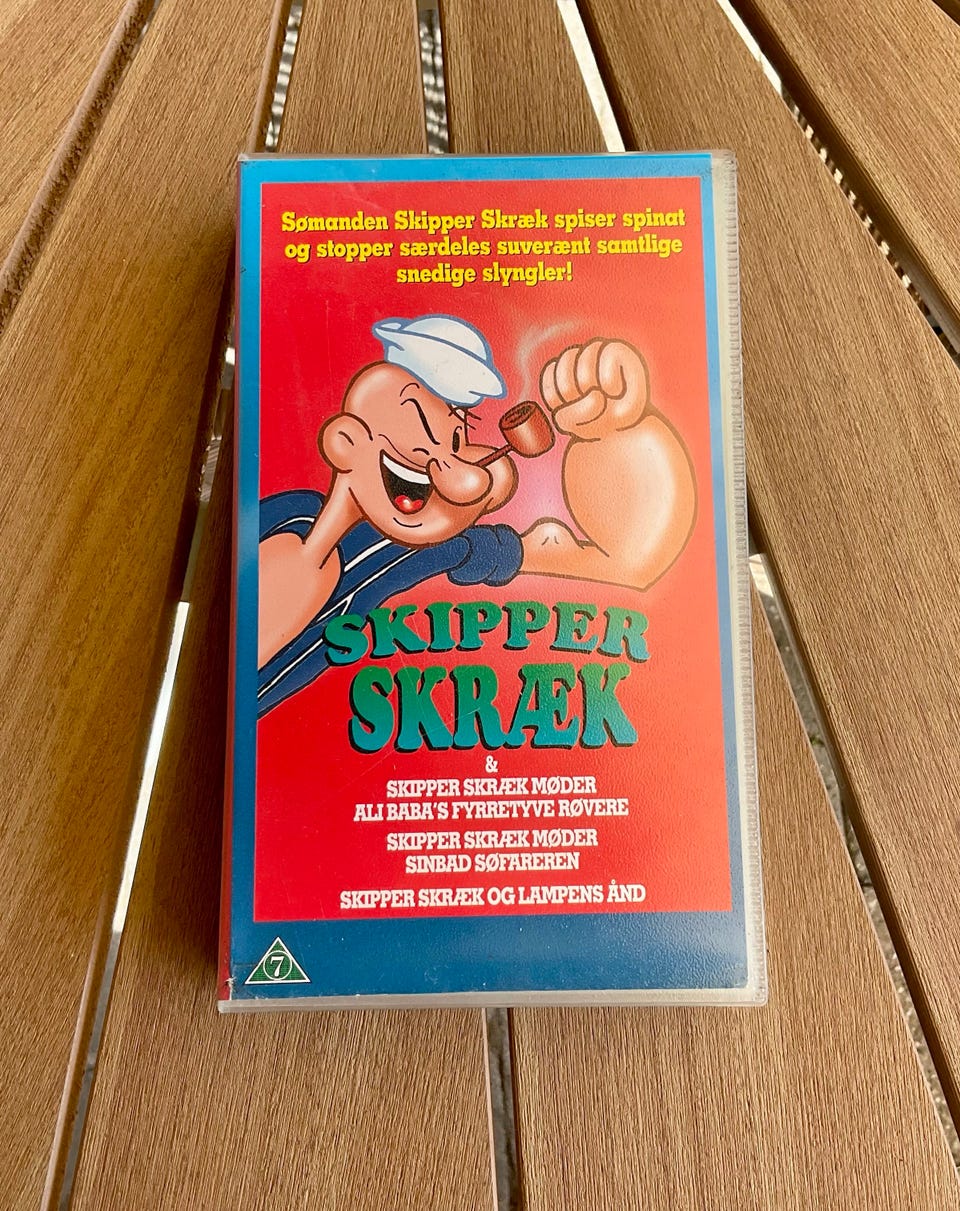 Sømanden Skipper Skræk spiser spinat
og stopper særdeles suverænt samtlige
snedige slyngler!
SKIPPER
SKRÆK
&
SKIPPER SKRÆK MØDER
ALI BABA'S FYRRETYVE RØVERE
SKIPPER SKRÆK MØDER
SINBAD SØFAREREN
SKIPPER SKRÆK OG LAMPENS ÅND
7